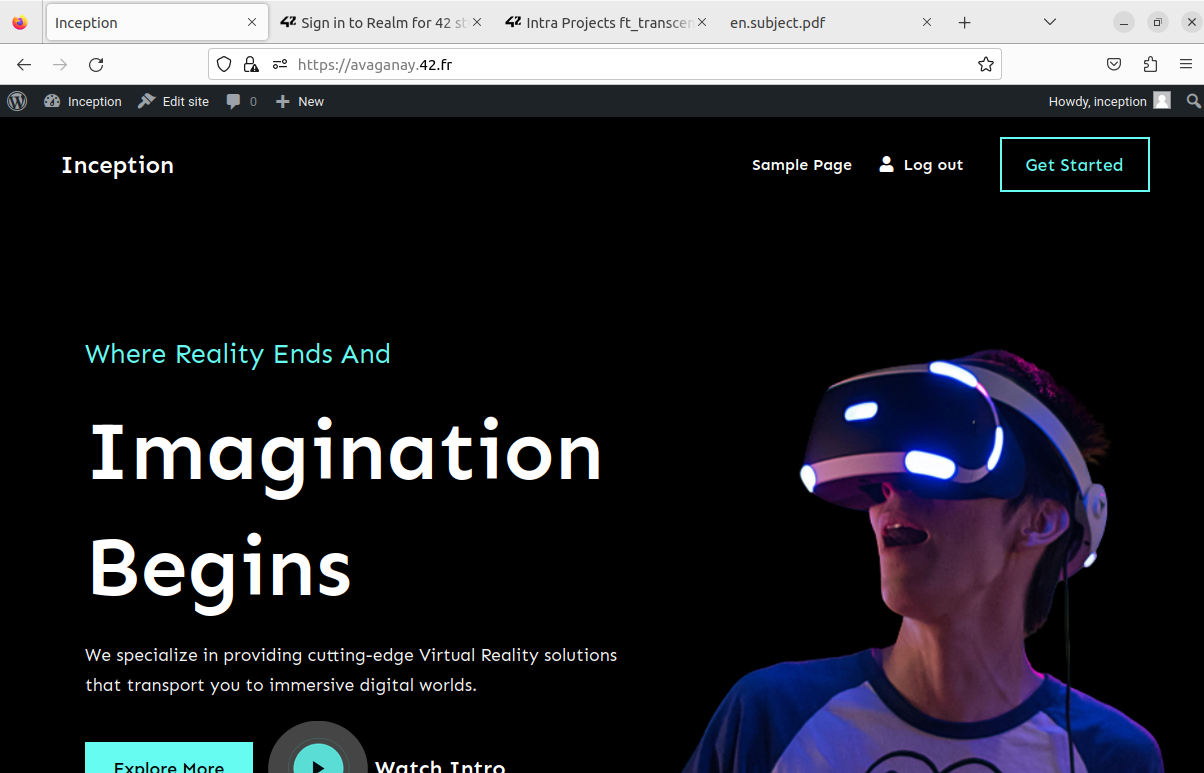 Inception
Sign in to Realm for 42 st
Intra Projects ft_transcen
en.subject.pdf
https://avaganay.42.fr
Inception
Edit site
0
New
Howdy, inception
Inception
Sample Page
Log out
Get Started
Where Reality Ends And
Imagination
Begins
We specialize in providing cutting-edge Virtual Reality solutions
that transport you to immersive digital worlds.
Explore More
Watch Intro